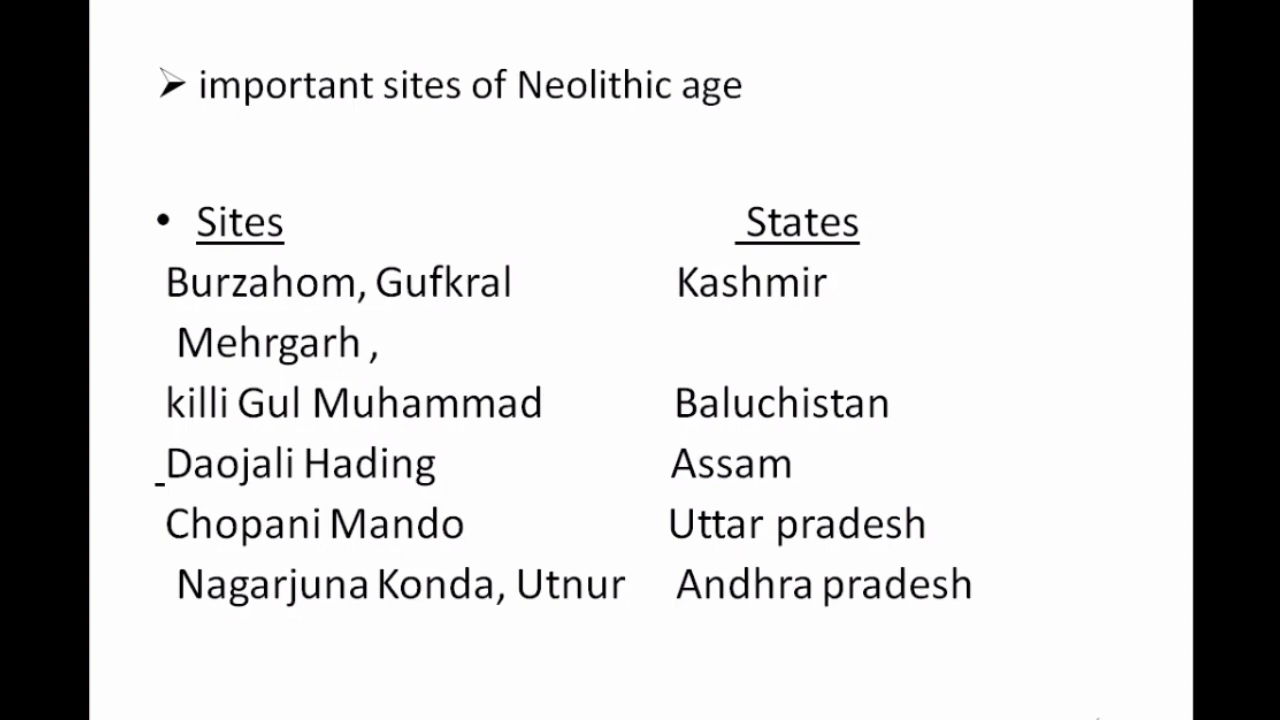 ➢ important sites of Neolithic age
• Sites States
Burzahom, Gufkral Kashmir
Mehrgarh ,
killi Gul Muhammad Baluchistan
Daojali Hading Assam
Chopani Mando Uttar pradesh
Nagarjuna Konda, Utnur Andhra pradesh